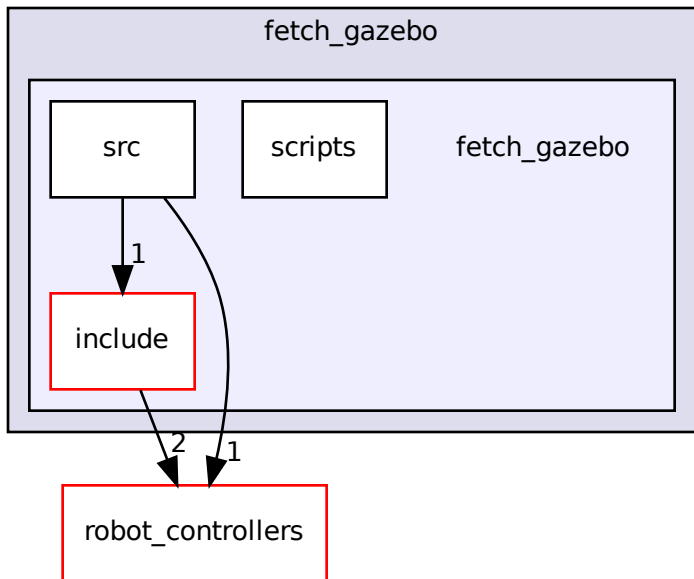 fetch_gazebo
src
scripts
fetch_gazebo
1
include
2
1
robot_controllers